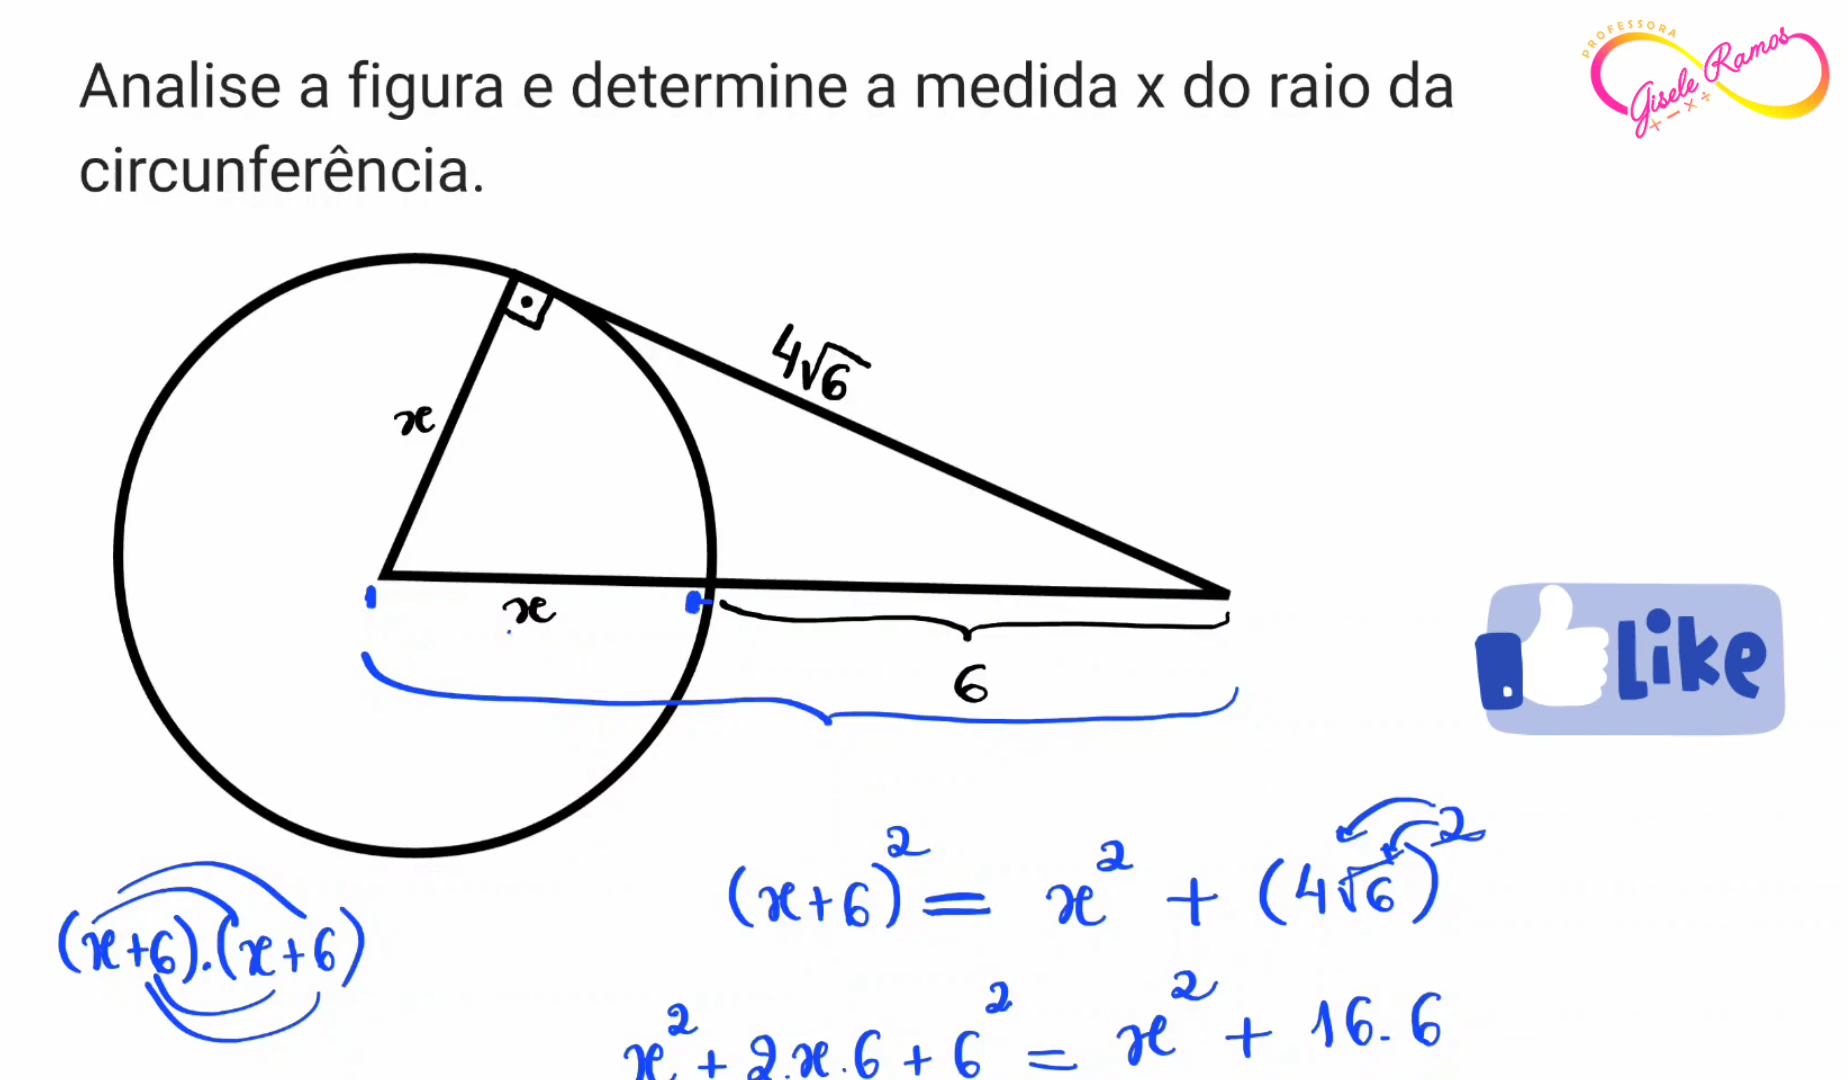 PROFESSORA
Gisele Ramos
+ − × ÷
Analise a figura e determine a medida x do raio da
circunferência.
4√6
x
x
6
Like
(x+6)² = x² + (4√6)²
(x+6).(x+6)
x² + 2.x.6 + 6² = x² + 16.6